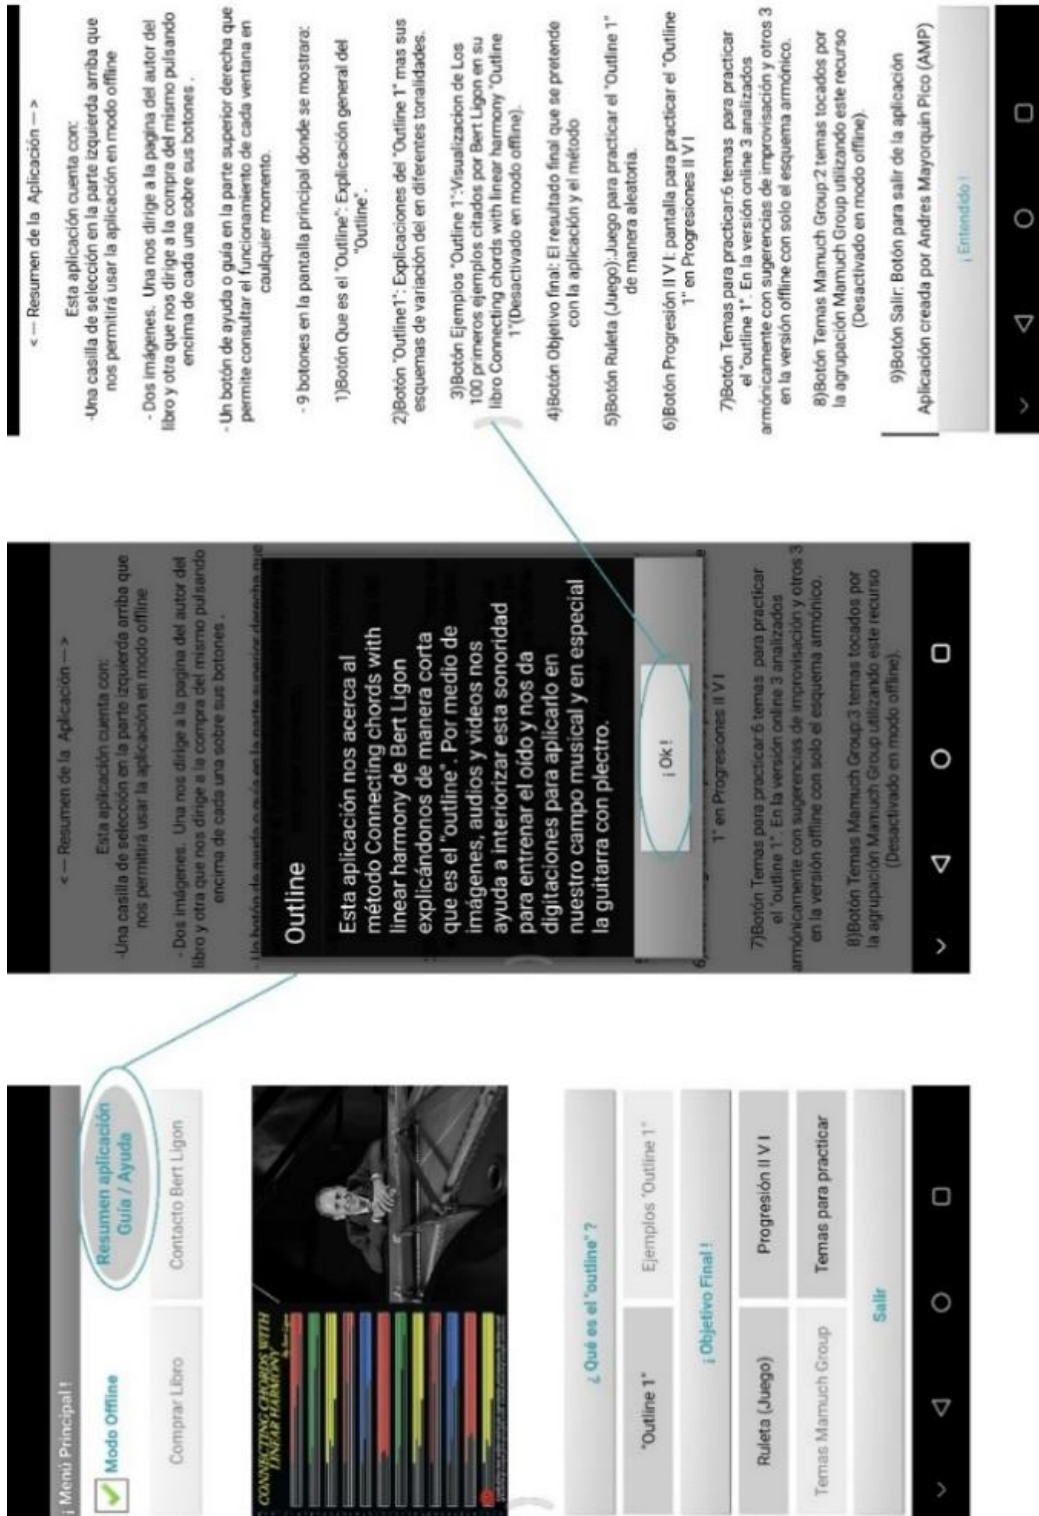 ¡ Menú Principal !
Modo Offline
Resumen aplicación
Guía / Ayuda
Comprar Libro
Contacto Bert Ligon
CONNECTING CHORDS WITH
LINEAR HARMONY
¿ Qué es el "outline" ?
"Outline 1"
Ejemplos "Outline 1"
¡ Objetivo Final !
Ruleta (Juego)
Progresión II V I
Temas Mamuch Group
Temas para practicar
Salir
< --- Resumen de la Aplicación --- >
Esta aplicación cuenta con:
-Una casilla de selección en la parte izquierda arriba que
nos permitirá usar la aplicación en modo offline
- Dos imágenes. Una nos dirige a la pagina del autor del
libro y otra que nos dirige a la compra del mismo pulsando
encima de cada una sobre sus botones .
- Un botón de ayuda o guía en la parte superior derecha que
Outline
Esta aplicación nos acerca al
método Connecting chords with
linear harmony de Bert Ligon
explicándonos de manera corta
que es el "outline". Por medio de
imágenes, audios y videos nos
ayuda a interiorizar esta sonoridad
para entrenar el oído y nos da
digitaciones para aplicarlo en
nuestro campo musical y en especial
la guitarra con plectro.
¡ Ok !
1" en Progresiones II V I
7)Botón Temas para practicar:6 temas para practicar
el "outline 1". En la versión online 3 analizados
armónicamente con sugerencias de improvisación y otros 3
en la versión offline con solo el esquema armónico.
8)Botón Temas Mamuch Group:3 temas tocados por
la agrupación Mamuch Group utilizando este recurso
(Desactivado en modo offline).
< --- Resumen de la Aplicación --- >
Esta aplicación cuenta con:
-Una casilla de selección en la parte izquierda arriba que
nos permitirá usar la aplicación en modo offline
- Dos imágenes. Una nos dirige a la pagina del autor del
libro y otra que nos dirige a la compra del mismo pulsando
encima de cada una sobre sus botones .
- Un botón de ayuda o guía en la parte superior derecha que
permite consultar el funcionamiento de cada ventana en
caulquier momento.
- 9 botones en la pantalla principal donde se mostrara:
1)Botón Que es el "Outline": Explicación general del
"Outline".
2)Botón "Outline1": Explicaciones del "Outline 1" mas sus
esquemas de variación del en diferentes tonalidades.
3)Botón Ejemplos "Outline 1":Visualizacion de Los
100 primeros ejemplos citados por Bert Ligon en su
libro Connecting chords with linear harmony "Outline
1"(Desactivado en modo offline).
4)Botón Objetivo final: El resultado final que se pretende
con la aplicación y el método
5)Botón Ruleta (Juego):Juego para practicar el "Outline 1"
de manera aleatoria.
6)Botón Progresión II V I: pantalla para practicar el "Outline
1" en Progresiones II V I
7)Botón Temas para practicar:6 temas para practicar
el "outline 1". En la versión online 3 analizados
armónicamente con sugerencias de improvisación y otros 3
en la versión offline con solo el esquema armónico.
8)Botón Temas Mamuch Group:2 temas tocados por
la agrupación Mamuch Group utilizando este recurso
(Desactivado en modo offline).
9)Botón Salir: Botón para salir de la aplicación
Aplicación creada por Andres Mayorquin Pico (AMP)
¡ Entendido !